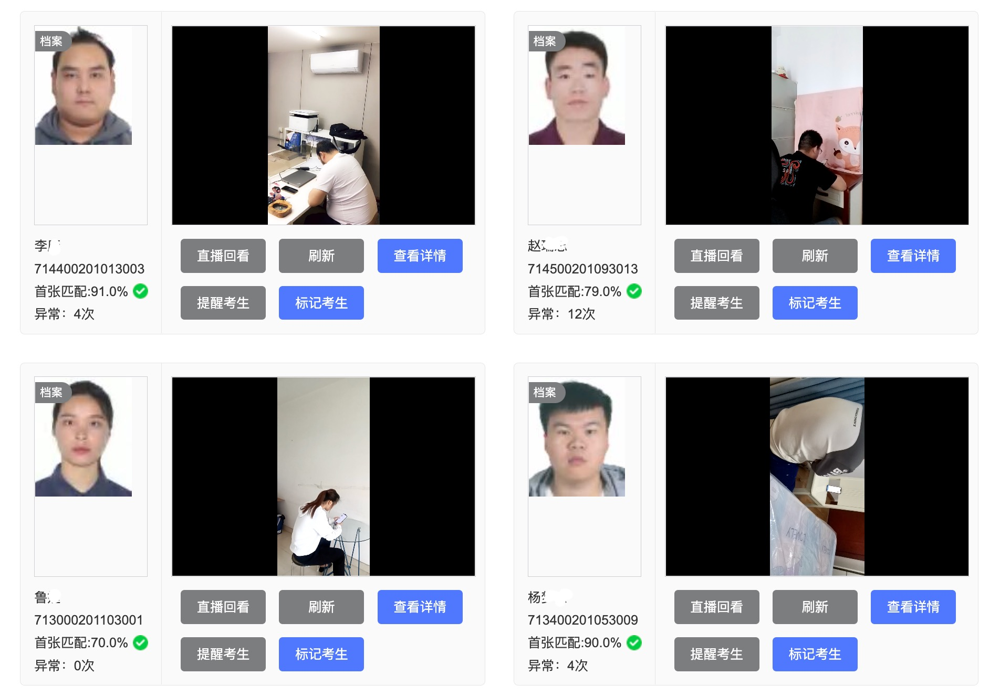 档案
李
714400201013003
首张匹配:91.0%
异常：4次
直播回看 刷新 查看详情
提醒考生 标记考生
档案
赵
714500201093013
首张匹配:79.0%
异常：12次
直播回看 刷新 查看详情
提醒考生 标记考生
档案
鲁
713000201103001
首张匹配:70.0%
异常：0次
直播回看 刷新 查看详情
提醒考生 标记考生
档案
杨
713400201053009
首张匹配:90.0%
异常：4次
LOVELY
直播回看 刷新 查看详情
提醒考生 标记考生